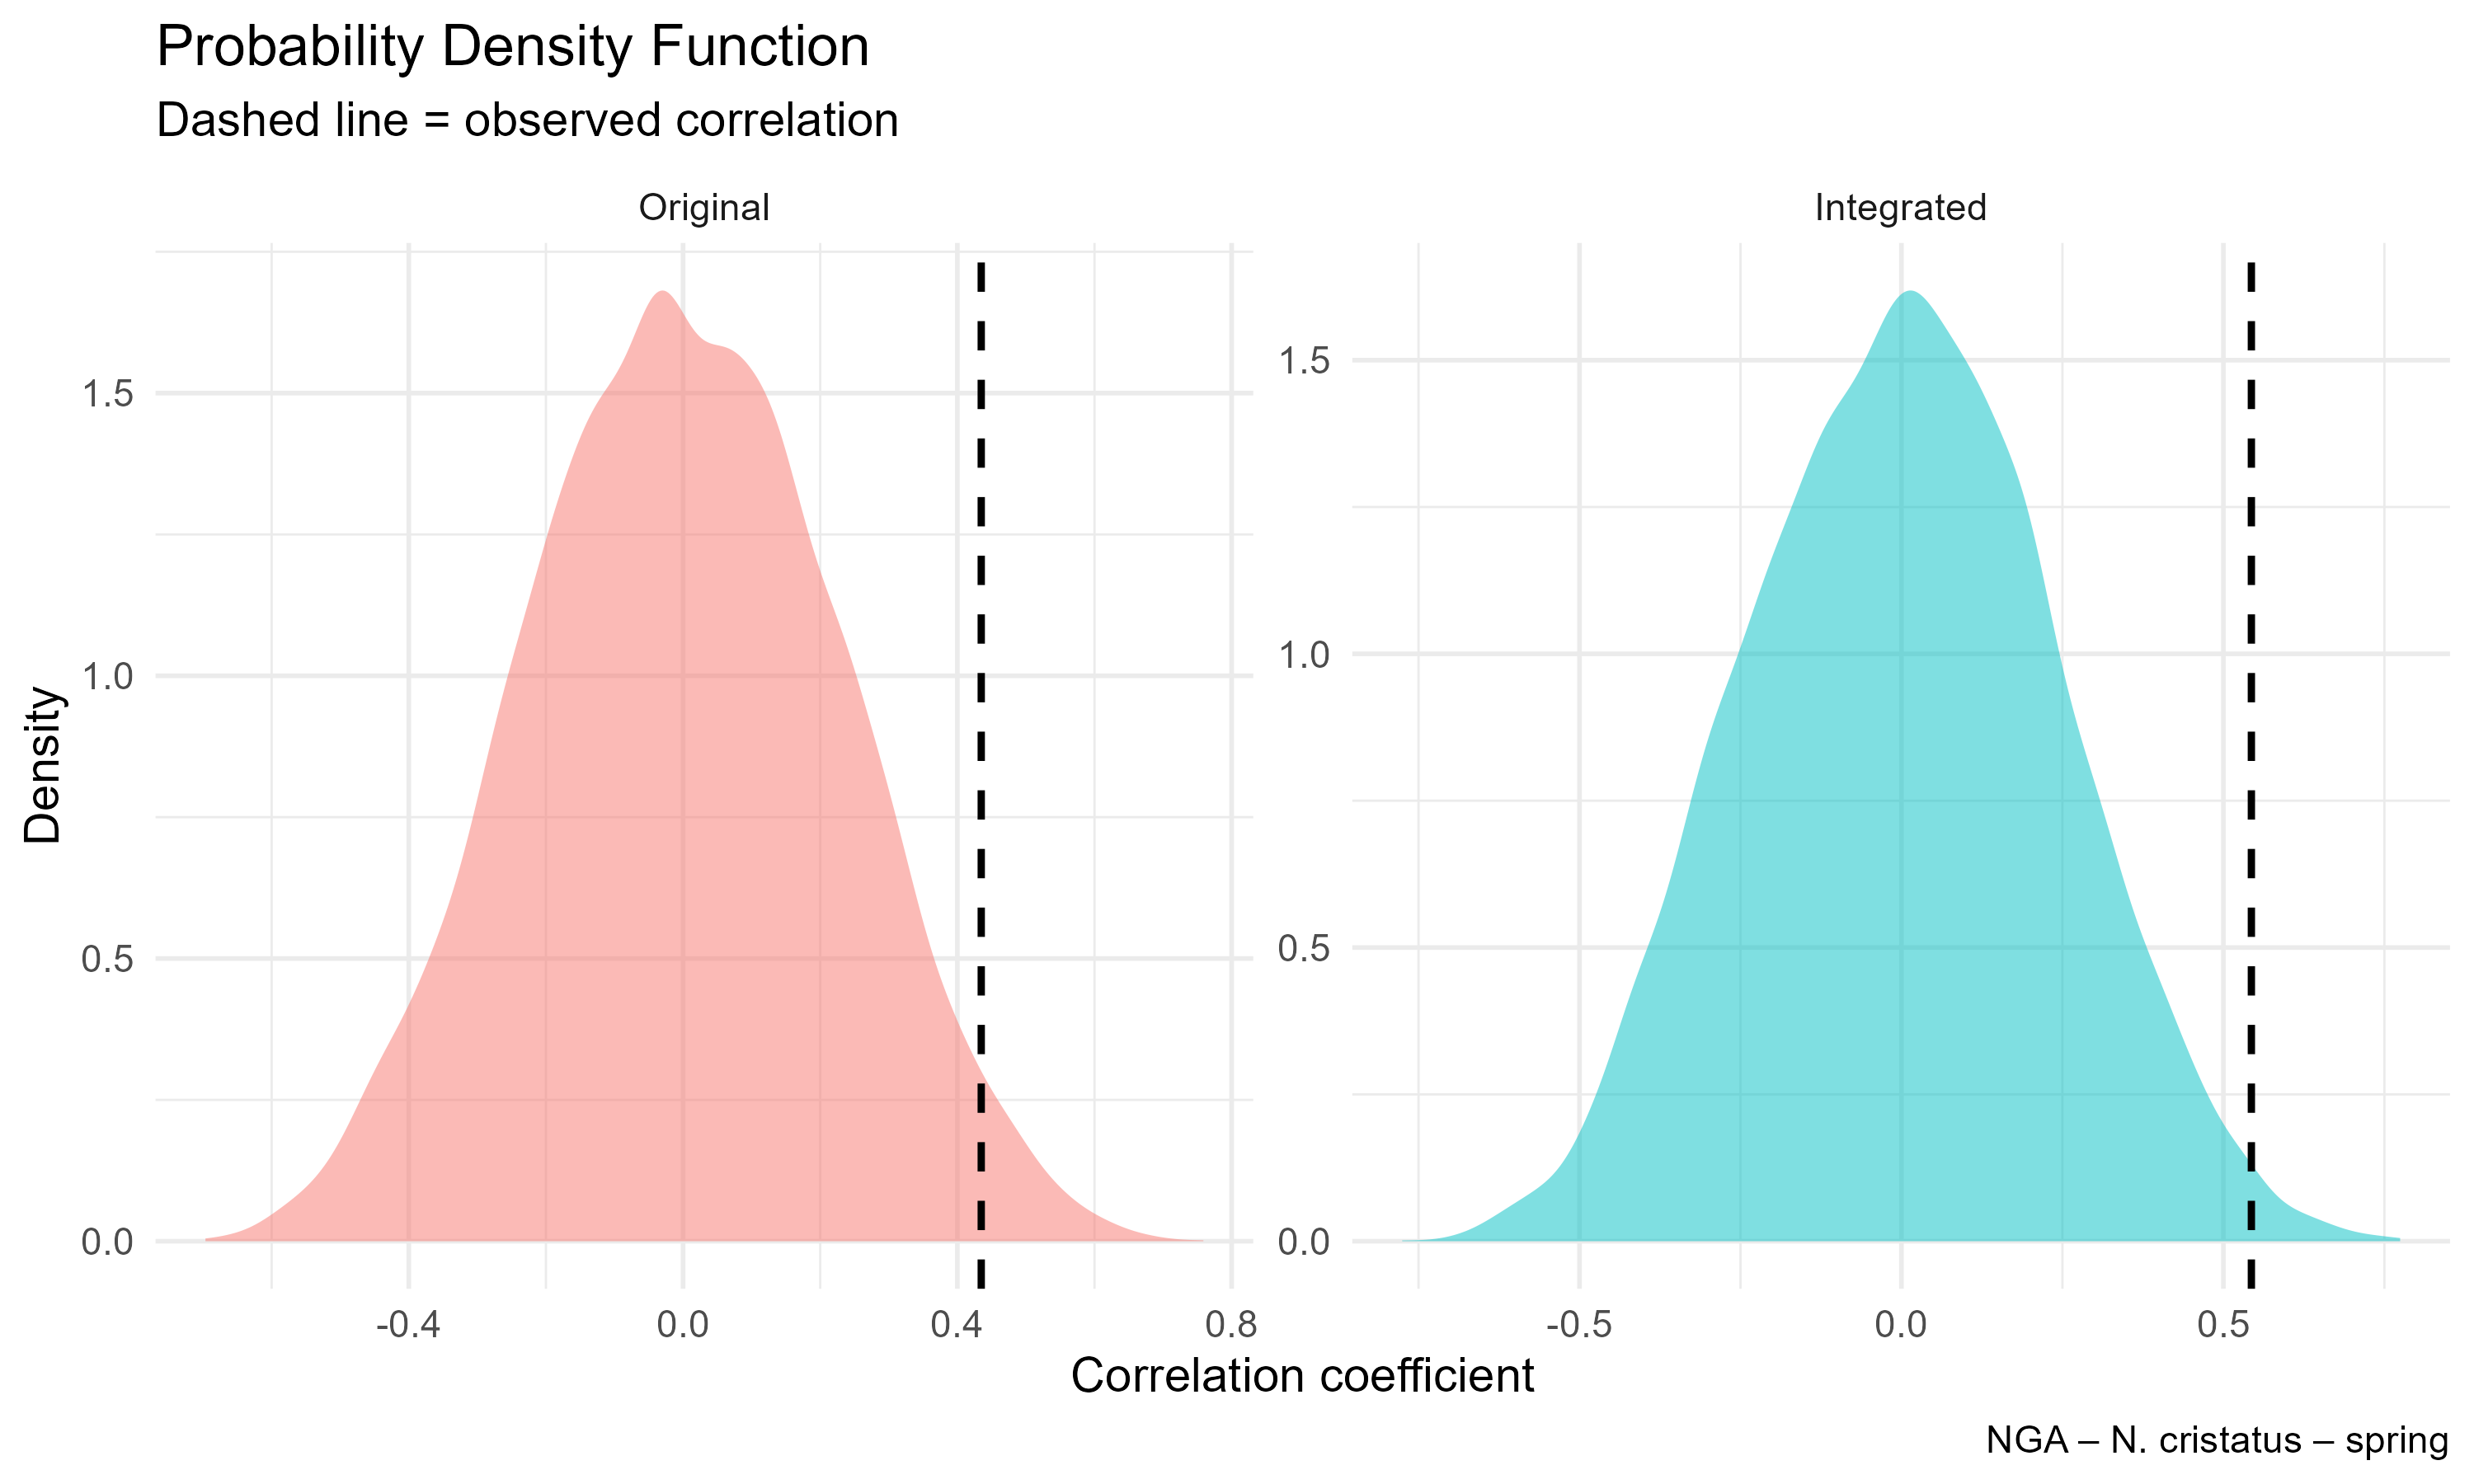 Probability Density Function
Dashed line = observed correlation
Original
Integrated
Density
1.5
1.0
0.5
0.0
1.5
1.0
0.5
0.0
-0.4 0.0 0.4 0.8
-0.5 0.0 0.5
Correlation coefficient
NGA – N. cristatus – spring